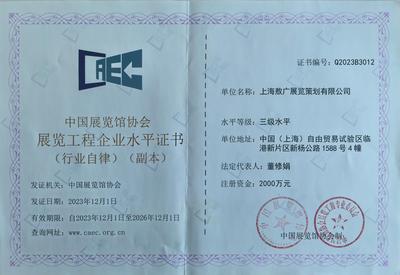 CAEC
中国展览馆协会
展览工程企业水平证书
（行业自律）（副本）
发证机关：中国展览馆协会
发证日期：2023年12月1日
有效期限：自2023年12月1日至2026年12月1日
查询网站：www.caec.org.cn
证书编号：Q2023B3012
单位名称：上海敖广展览策划有限公司
水平等级：三级水平
单位地址：中国（上海）自由贸易试验区临
港新片区新杨公路 1588 号 4 幢
法定代表人：董修娟
注册资金：2000万元
中国展览馆协会制